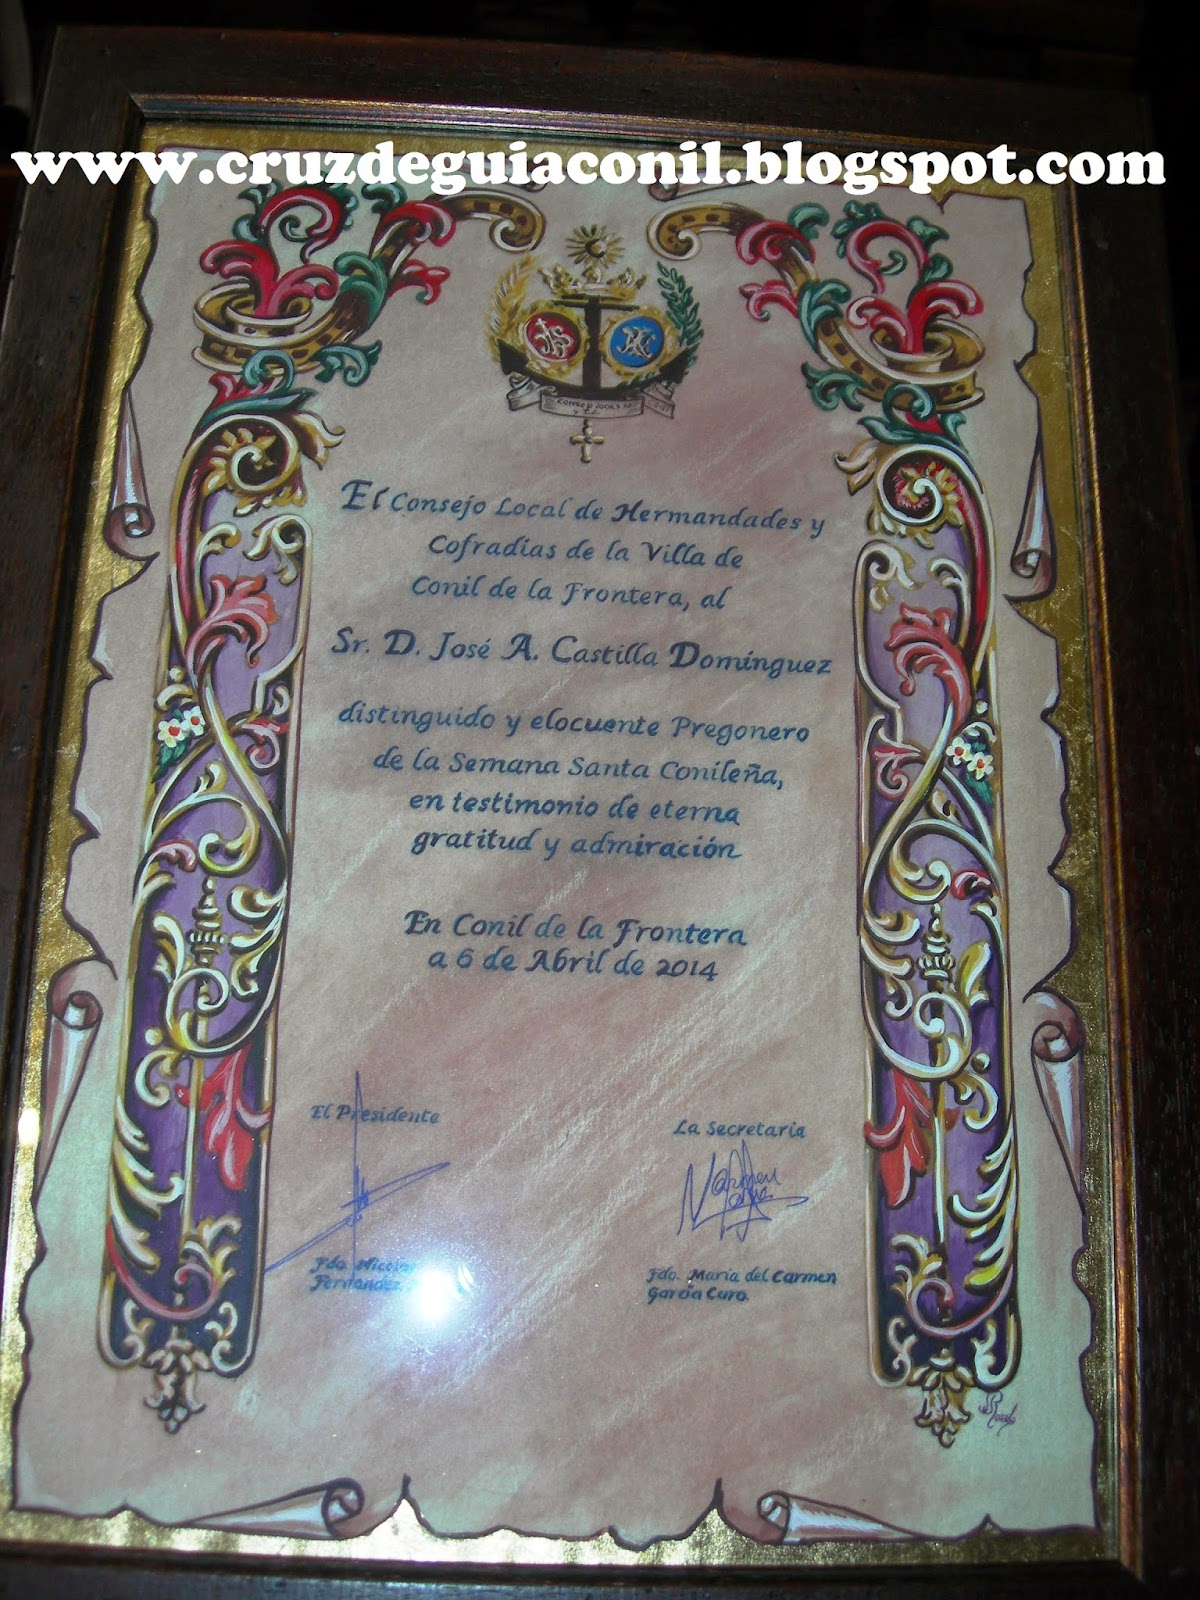 www.cruzdeguiaconil.blogspot.com
El Consejo Local de Hermandades y
Cofradías de la Villa de
Conil de la Frontera, al
Sr. D. José A. Castilla Domínguez
distinguido y elocuente Pregonero
de la Semana Santa Conileña,
en testimonio de eterna
gratitud y admiración
En Conil de la Frontera
a 6 de Abril de 2014
El Presidente
La Secretaria
Fdo. Nicolás
Fernández
Fdo. María del Carmen
García Caro.